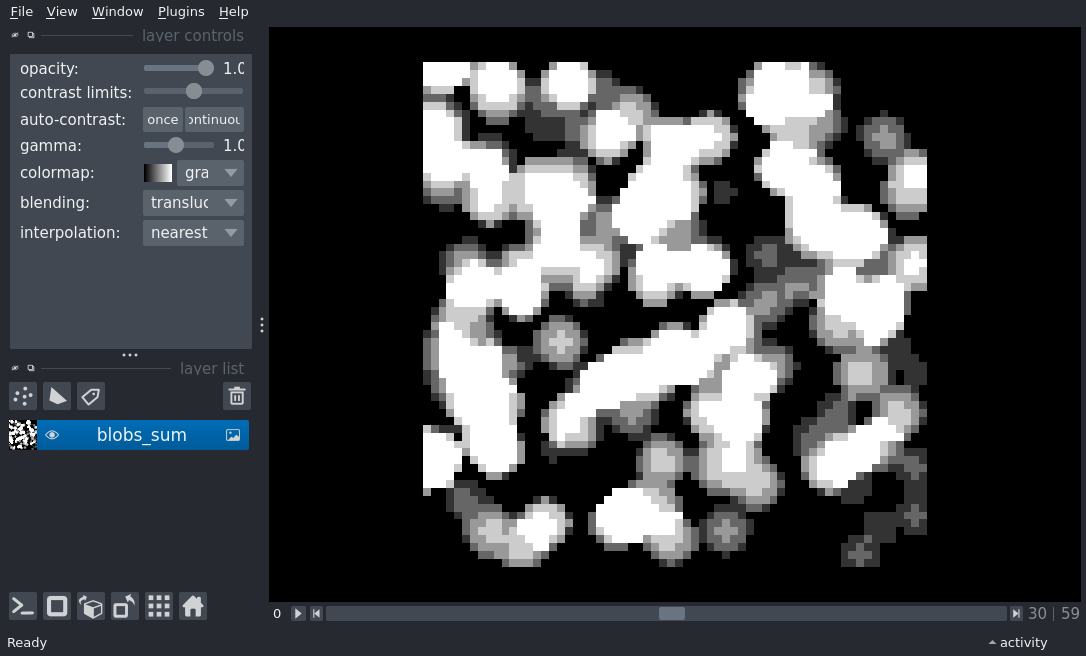 File View Window Plugins Help
layer controls
opacity: 1.0
contrast limits:
auto-contrast: once ontinuou
gamma: 1.0
colormap: gra
blending: transluc
interpolation: nearest
layer list
blobs_sum
0 30 | 59
Ready activity